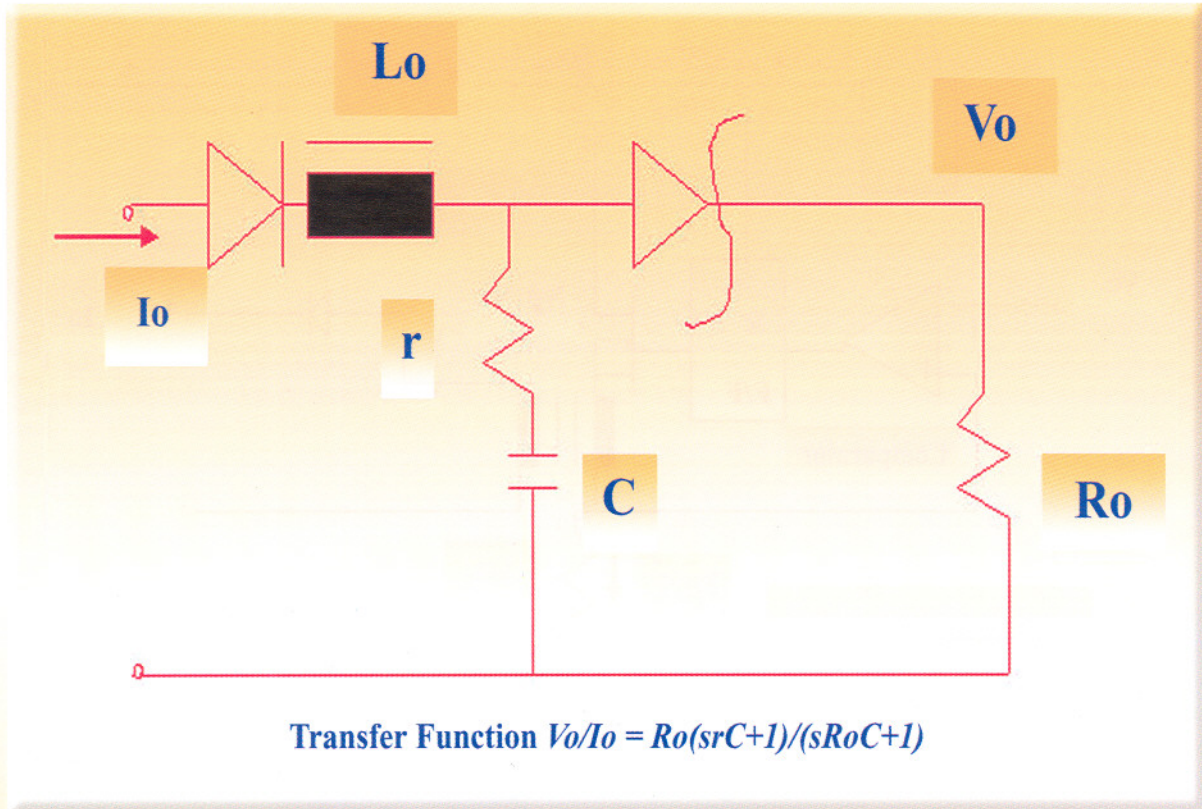 Lo
Vo
Io
r
C
Ro
Transfer Function Vo/Io = Ro(srC+1)/(sRoC+1)